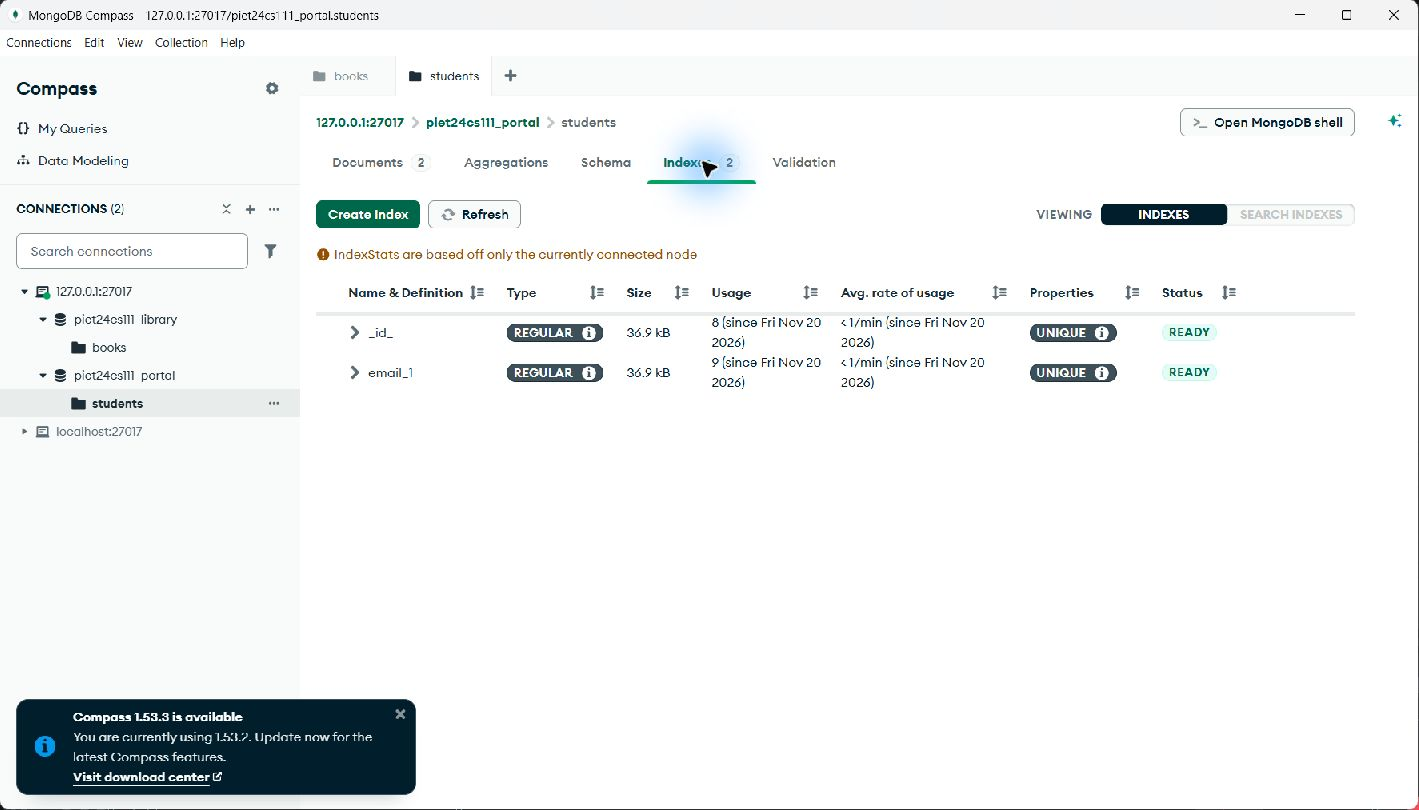 MongoDB Compass - 127.0.0.1:27017/piet24cs111_portal.students
Connections Edit View Collection Help
Compass
My Queries
Data Modeling
CONNECTIONS (2)
Search connections
127.0.0.1:27017
piet24cs111_library
books
piet24cs111_portal
students
localhost:27017
books students
127.0.0.1:27017 piet24cs111_portal students
>_ Open MongoDB shell
Documents 2 Aggregations Schema Indexes 2 Validation
Create Index Refresh
VIEWING INDEXES SEARCH INDEXES
IndexStats are based off only the currently connected node
Name & Definition Type Size Usage Avg. rate of usage Properties Status
_id_ REGULAR 36.9 kB 8 (since Fri Nov 20 2026) <1/min (since Fri Nov 20 2026) UNIQUE READY
email_1 REGULAR 36.9 kB 9 (since Fri Nov 20 2026) <1/min (since Fri Nov 20 2026) UNIQUE READY
Compass 1.53.3 is available
You are currently using 1.53.2. Update now for the
latest Compass features.
Visit download center